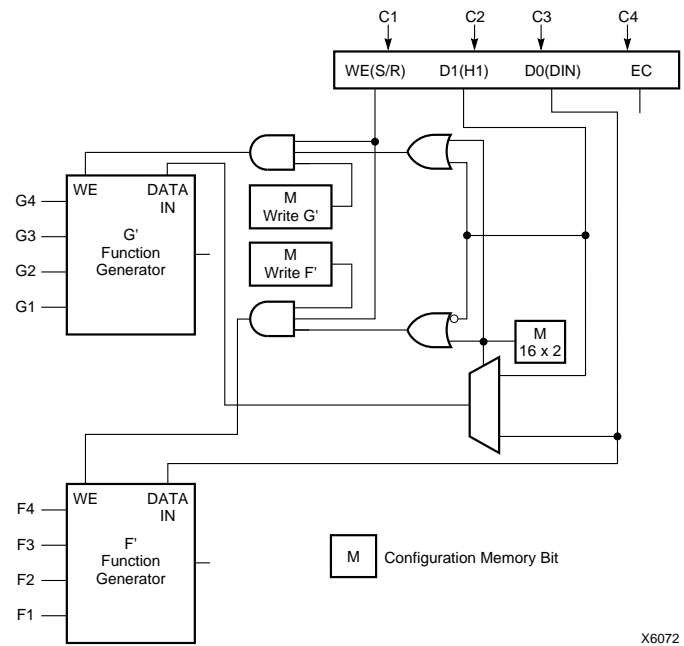 C1 C2 C3 C4
WE(S/R) D1(H1) D0(DIN) EC
WE DATA
IN
G4
G3
G2
G1
G'
Function
Generator
M
Write G'
M
Write F'
M
16 x 2
WE DATA
IN
F4
F3
F2
F1
F'
Function
Generator
M Configuration Memory Bit
X6072